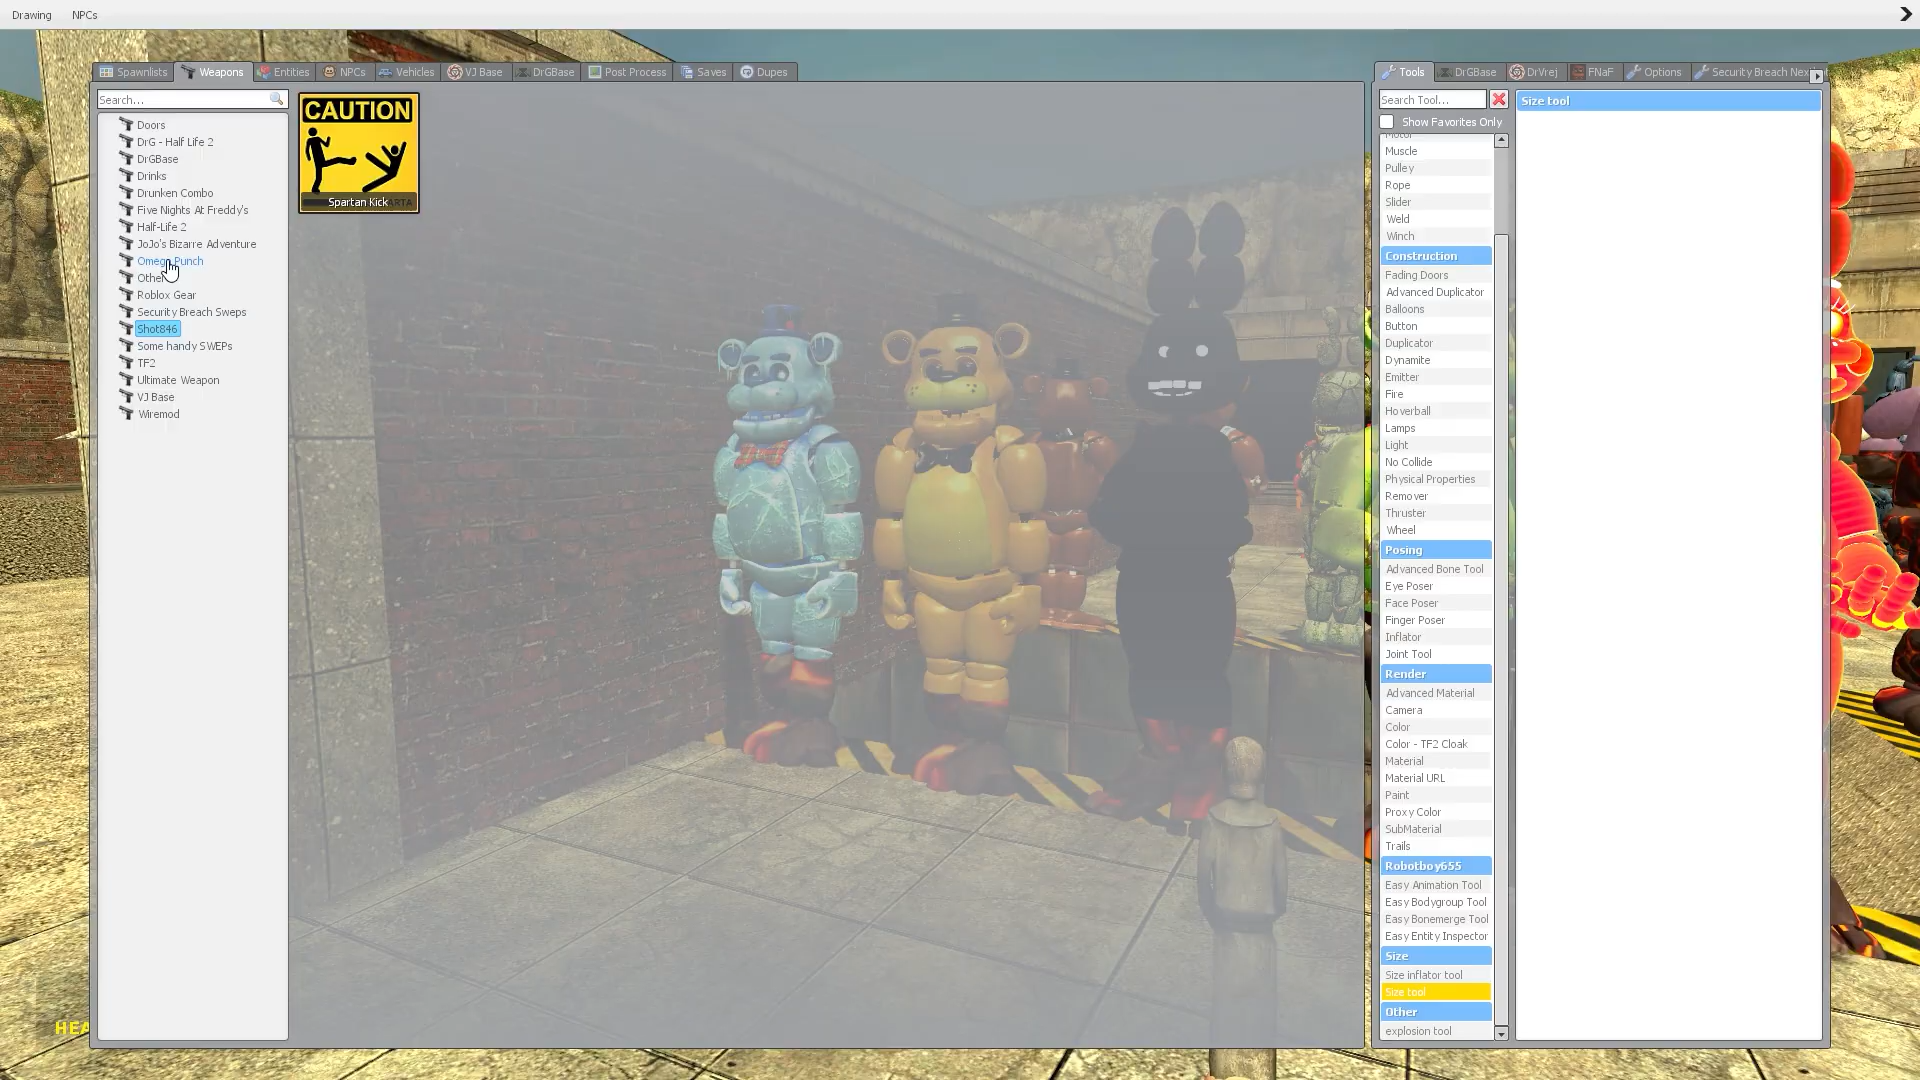 Drawing NPCs
Spawnlists Weapons Entities NPCs Vehicles VJ Base DrGBase Post Process Saves Dupes
Search...
Doors
DrG - Half Life 2
DrGBase
Drinks
Drunken Combo
Five Nights At Freddy's
Half-Life 2
JoJo's Bizarre Adventure
Omega Punch
Other
Roblox Gear
Security Breach Sweps
Shot846
Some handy SWEPs
TF2
Ultimate Weapon
VJ Base
Wiremod
CAUTION
Spartan Kick
HEA
Tools DrGBase DrVrej FNaF Options Security Breach Nex
Search Tool...
Show Favorites Only
Motor
Muscle
Pulley
Rope
Slider
Weld
Winch
Construction
Fading Doors
Advanced Duplicator
Balloons
Button
Duplicator
Dynamite
Emitter
Fire
Hoverball
Lamps
Light
No Collide
Physical Properties
Remover
Thruster
Wheel
Posing
Advanced Bone Tool
Eye Poser
Face Poser
Finger Poser
Inflator
Joint Tool
Render
Advanced Material
Camera
Color
Color - TF2 Cloak
Material
Material URL
Paint
Proxy Color
SubMaterial
Trails
Robotboy655
Easy Animation Tool
Easy Bodygroup Tool
Easy Bonemerge Tool
Easy Entity Inspector
Size
Size inflator tool
Size tool
Other
explosion tool
Size tool